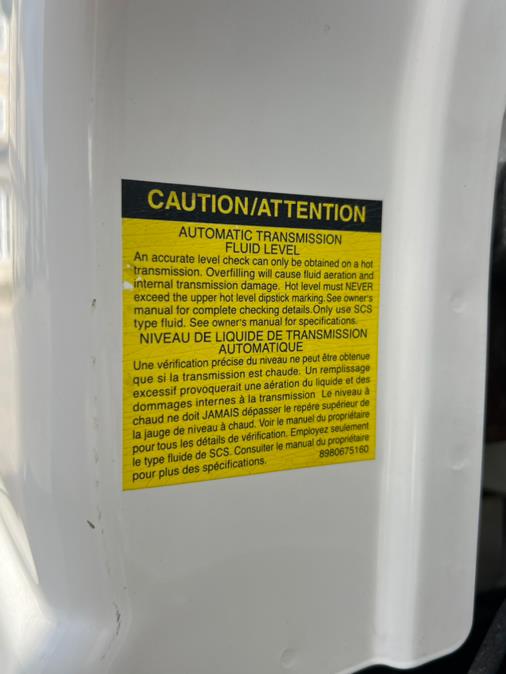 CAUTION/ATTENTION
AUTOMATIC TRANSMISSION
FLUID LEVEL
An accurate level check can only be obtained on a hot
transmission. Overfilling will cause fluid aeration and
internal transmission damage. Hot level must NEVER
exceed the upper hot level dipstick marking. See owner's
manual for complete checking details. Only use SCS
type fluid. See owner's manual for specifications.
NIVEAU DE LIQUIDE DE TRANSMISSION
AUTOMATIQUE
Une vérification précise du niveau ne peut être obtenue
que si la transmission est chaude. Un remplissage
excessif provoquerait une aération du liquide et des
dommages internes à la transmission. Le niveau à
chaud ne doit JAMAIS dépasser le repère supérieur de
la jauge de niveau à chaud. Voir le manuel du propriétaire
pour tous les détails de vérification. Employez seulement
le type fluide de SCS. Consulter le manuel du propriétaire
pour plus des spécifications. 8980675160